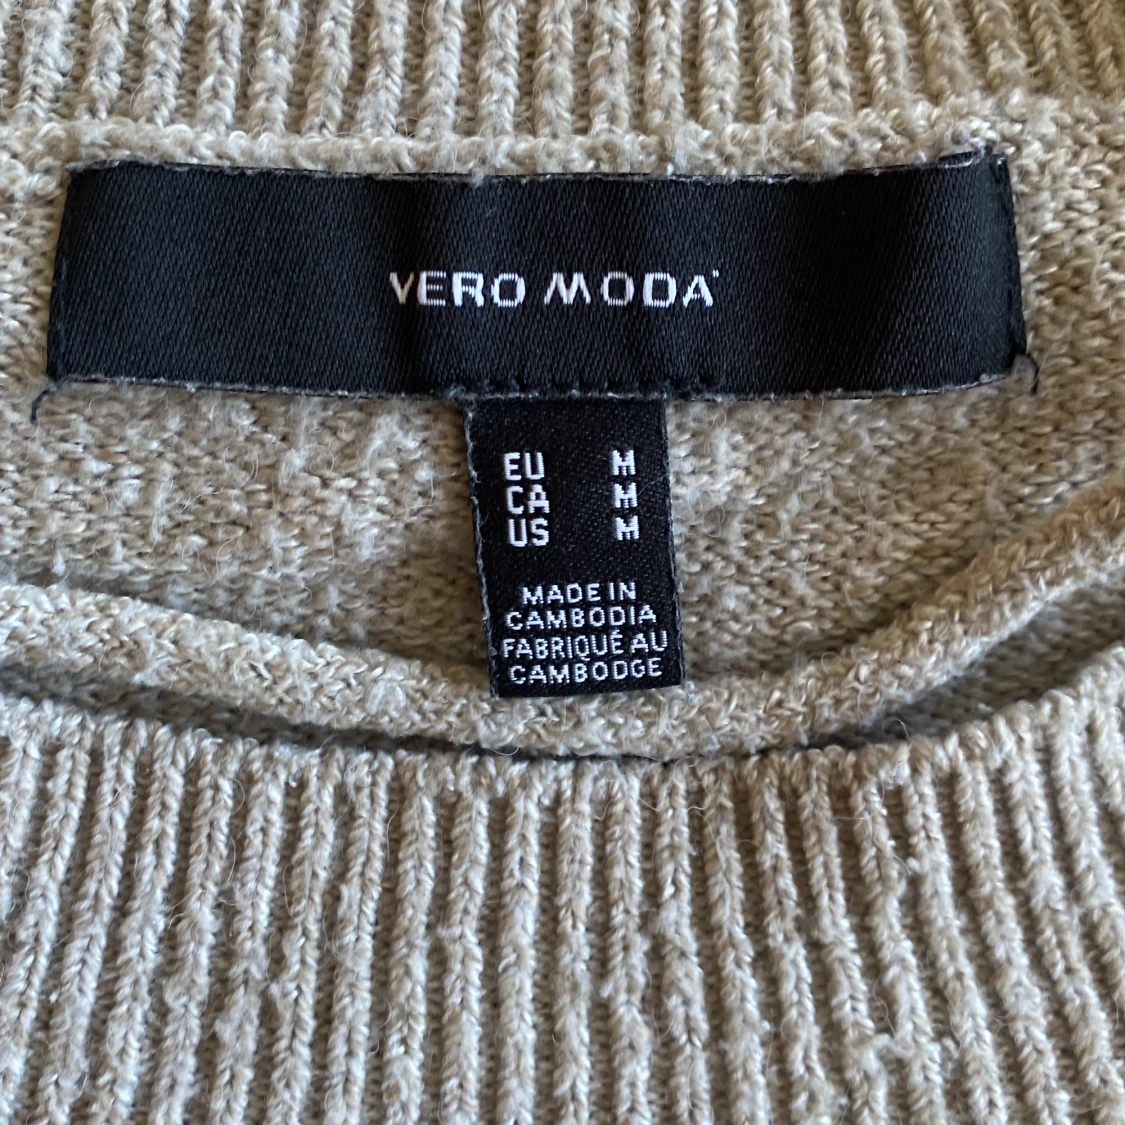 VERO MODA
EU M
CA M
US M
MADE IN
CAMBODIA
FABRIQUÉ AU
CAMBODGE